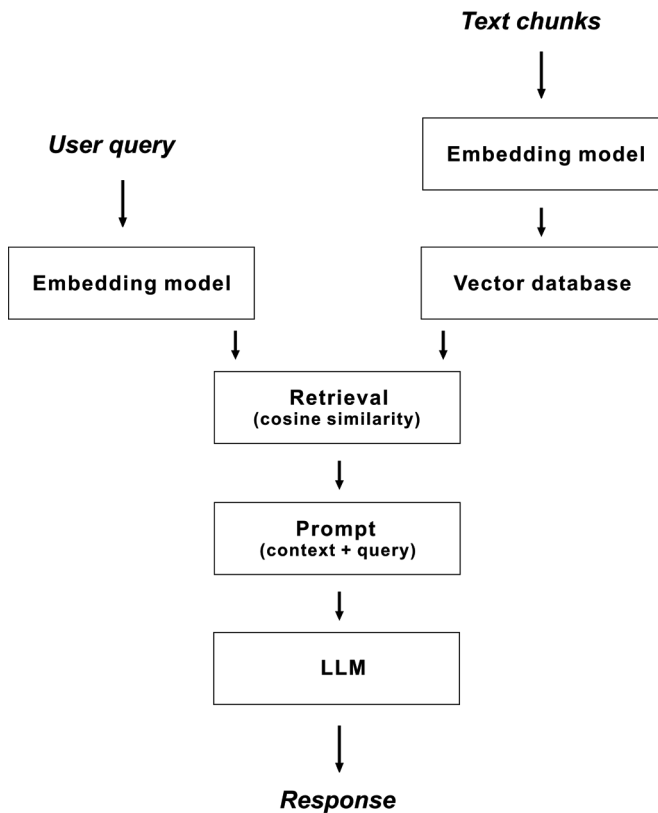 Text chunks
Embedding model
User query
Embedding model
Vector database
Retrieval
(cosine similarity)
Prompt
(context + query)
LLM
Response